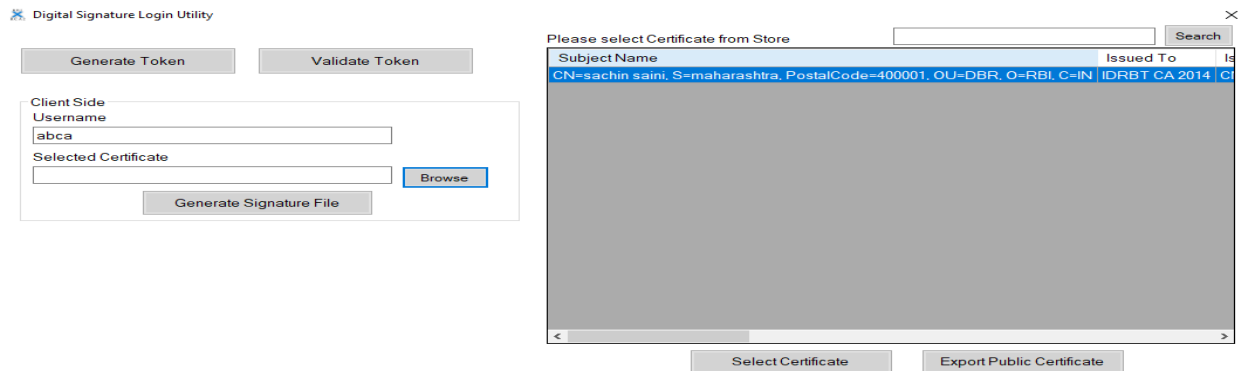 Digital Signature Login Utility
Generate Token
Validate Token
Client Side
Username
abca
Selected Certificate
Browse
Generate Signature File
Please select Certificate from Store
Search
Subject Name Issued To Is
CN=sachin saini, S=maharashtra, PostalCode=400001, OU=DBR, O=RBI, C=IN IDRBT CA 2014 CI
Select Certificate
Export Public Certificate